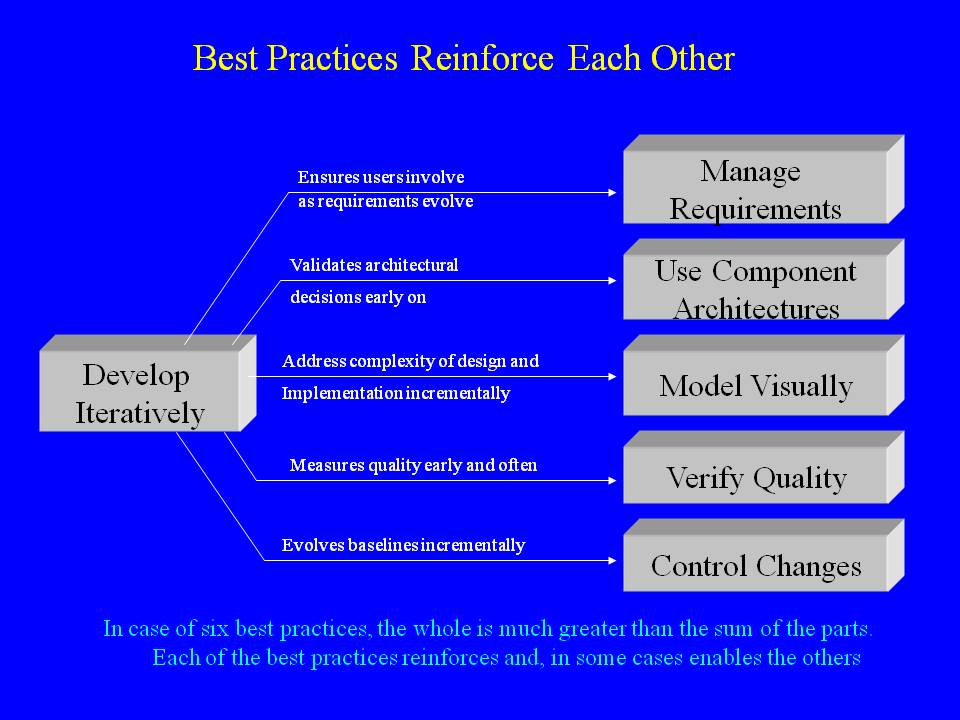 Best Practices Reinforce Each Other
Ensures users involve
as requirements evolve
Manage
Requirements
Validates architectural
decisions early on
Use Component
Architectures
Develop
Iteratively
Address complexity of design and
Implementation incrementally
Model Visually
Measures quality early and often
Verify Quality
Evolves baselines incrementally
Control Changes
In case of six best practices, the whole is much greater than the sum of the parts.
Each of the best practices reinforces and, in some cases enables the others